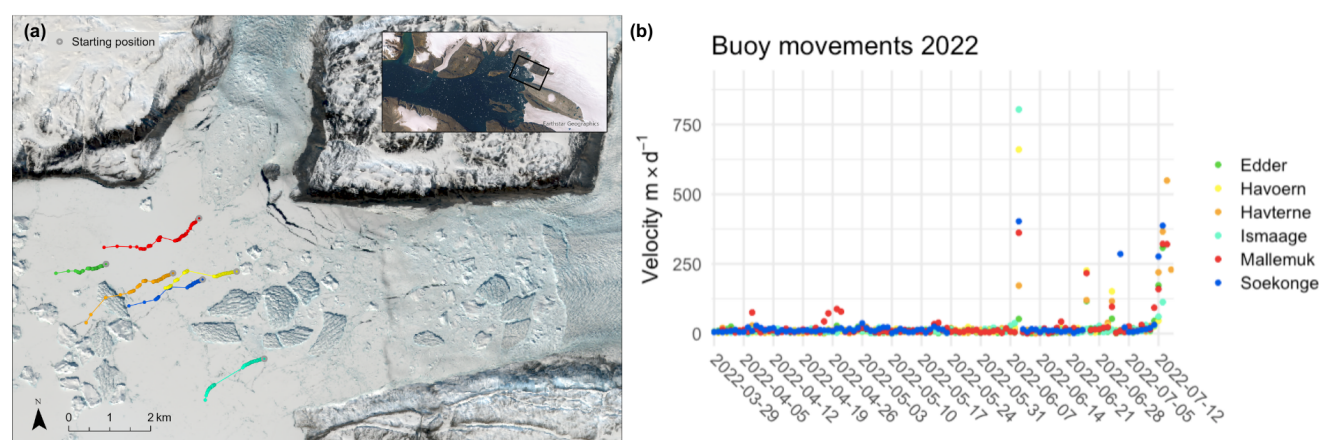 (a)
Starting position
Earthstar Geographics
N
0 1 2 km
(b)
Buoy movements 2022
Velocity m × d⁻¹
750
500
250
0
2022-03-29
2022-04-05
2022-04-12
2022-04-19
2022-04-26
2022-05-03
2022-05-10
2022-05-17
2022-05-24
2022-05-31
2022-06-07
2022-06-14
2022-06-21
2022-06-28
2022-07-05
2022-07-12
Edder
Havoern
Havterne
Ismaage
Mallemuk
Soekonge